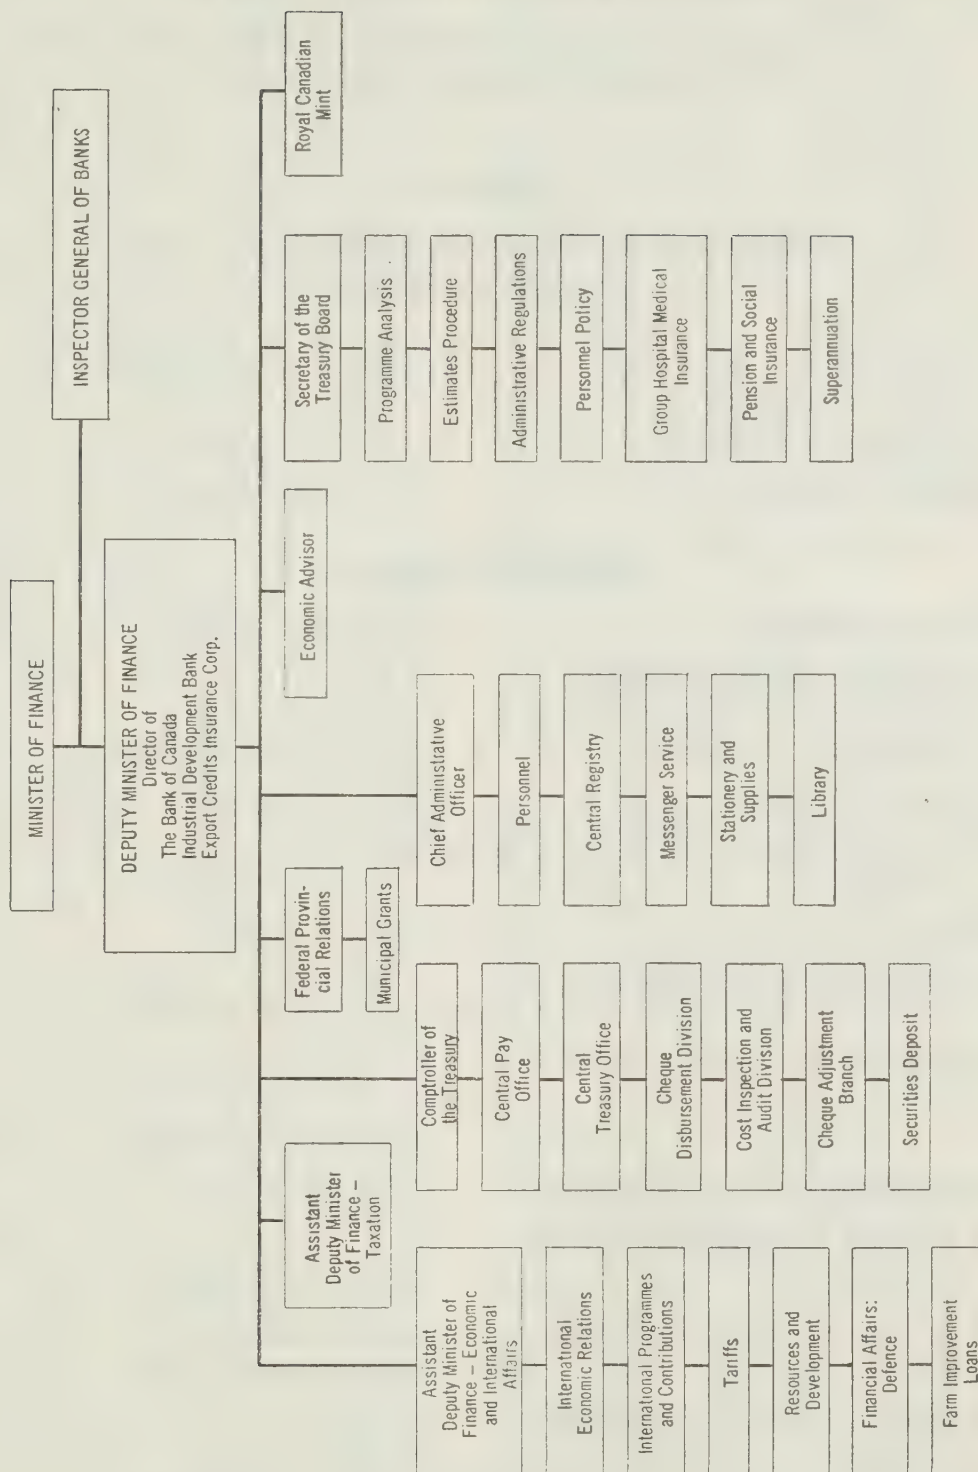 MINISTER OF FINANCE
INSPECTOR GENERAL OF BANKS
DEPUTY MINISTER OF FINANCE
Director of
The Bank of Canada
Industrial Development Bank
Export Credits Insurance Corp.
Assistant
Deputy Minister of
Finance – Economic
and International
Affairs
International
Economic Relations
International Programmes
and Contributions
Tariffs
Resources and
Development
Financial Affairs:
Defence
Farm Improvement
Loans
Assistant
Deputy Minister
of Finance –
Taxation
Comptroller of
the Treasury
Central Pay
Office
Central
Treasury Office
Cheque
Disbursement Division
Cost Inspection and
Audit Division
Cheque Adjustment
Branch
Securities Deposit
Federal Provin-
cial Relations
Municipal Grants
Chief Administrative
Officer
Personnel
Central Registry
Messenger Service
Stationery and
Supplies
Library
Economic Advisor
Secretary of the
Treasury Board
Programme Analysis
Estimates Procedure
Administrative Regulations
Personnel Policy
Group Hospital Medical
Insurance
Pension and Social
Insurance
Superannuation
Royal Canadian
Mint